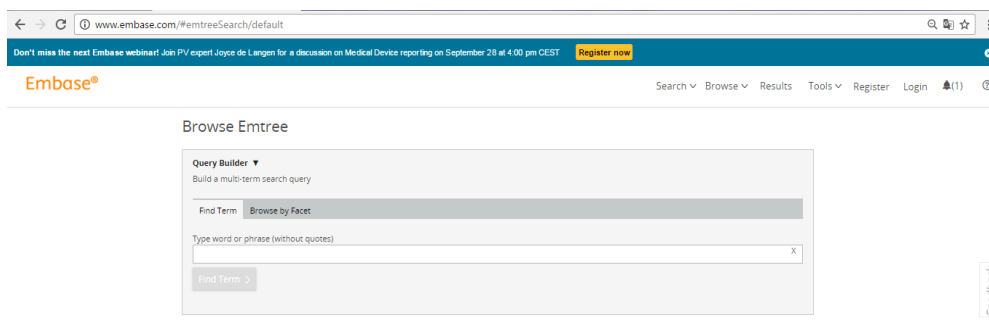 www.embase.com/#emtreeSearch/default
Don't miss the next Embase webinar! Join PV expert Joyce de Langen for a discussion on Medical Device reporting on September 28 at 4:00 pm CEST Register now
Embase® Search Browse Results Tools Register Login (1)
Browse Emtree
Query Builder ▼
Build a multi-term search query
Find Term Browse by Facet
Type word or phrase (without quotes)
X
Find Term >